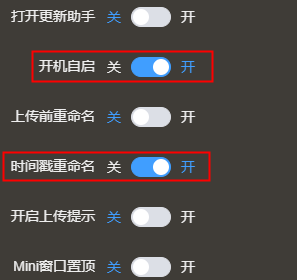 打开更新助手 关 开
开机自启 关 开
上传前重命名 关 开
时间戳重命名 关 开
开启上传提示 关 开
Mini窗口置顶 关 开